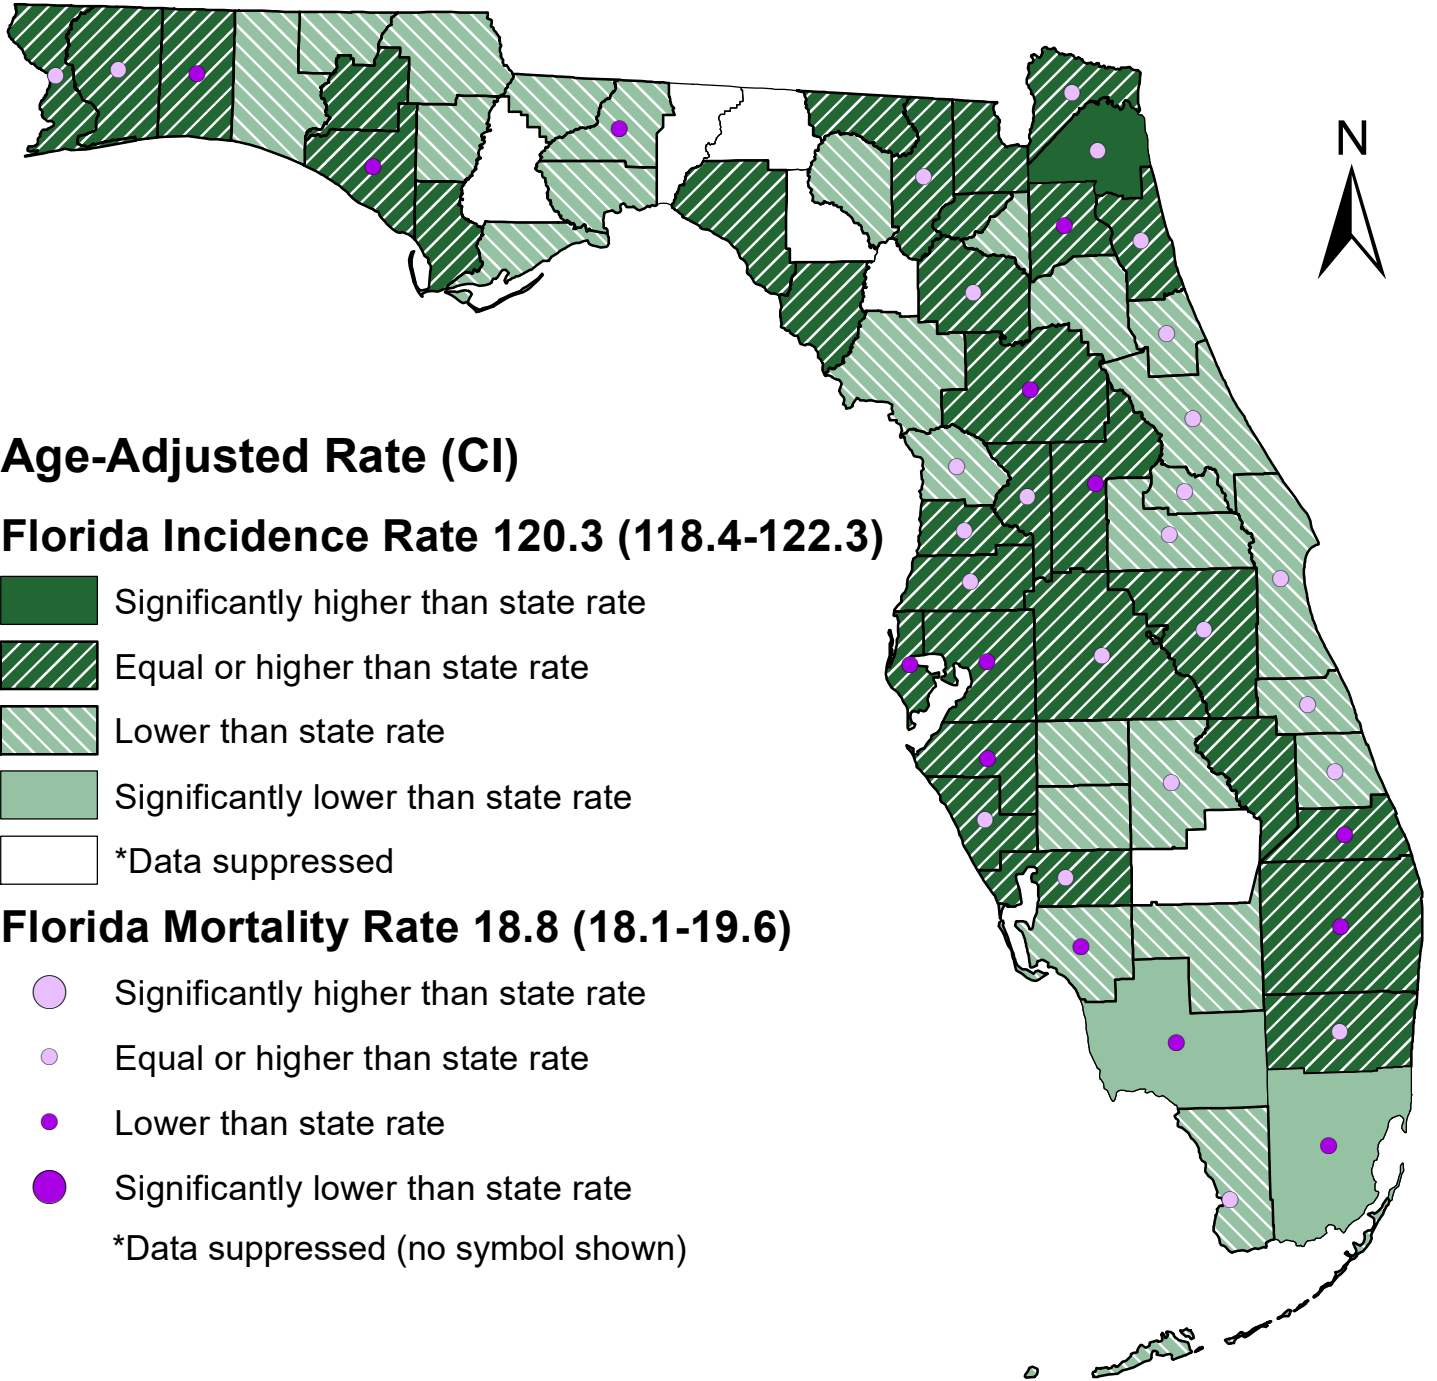 N
Age-Adjusted Rate (CI)
Florida Incidence Rate 120.3 (118.4-122.3)
Significantly higher than state rate
Equal or higher than state rate
Lower than state rate
Significantly lower than state rate
*Data suppressed
Florida Mortality Rate 18.8 (18.1-19.6)
Significantly higher than state rate
Equal or higher than state rate
Lower than state rate
Significantly lower than state rate
*Data suppressed (no symbol shown)